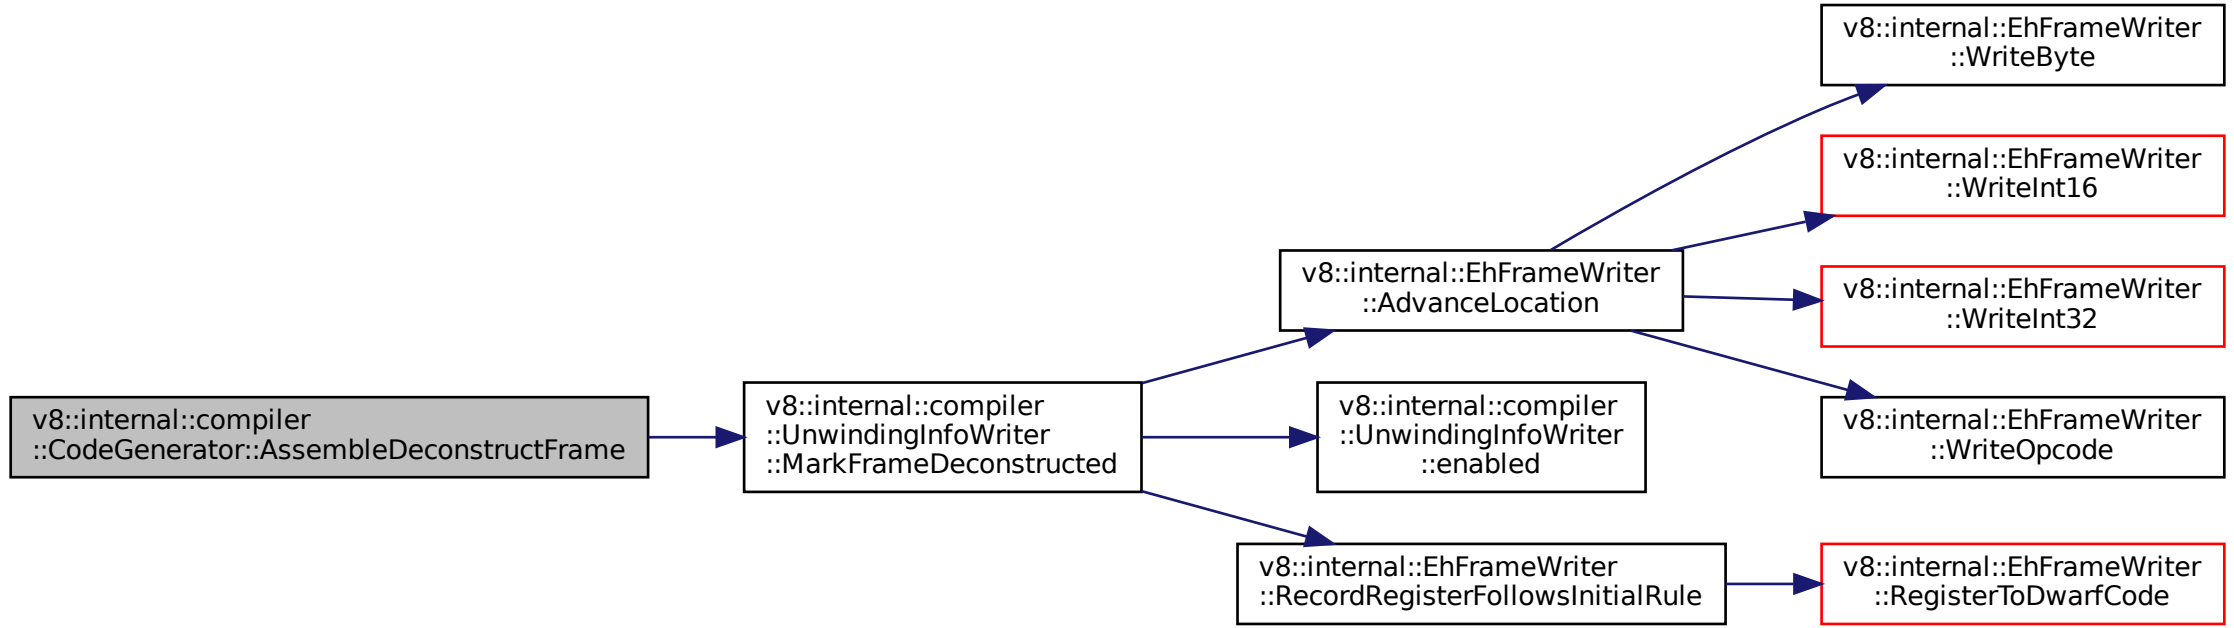 v8::internal::compiler
::CodeGenerator::AssembleDeconstructFrame
v8::internal::compiler
::UnwindingInfoWriter
::MarkFrameDeconstructed
v8::internal::EhFrameWriter
::AdvanceLocation
v8::internal::compiler
::UnwindingInfoWriter
::enabled
v8::internal::EhFrameWriter
::RecordRegisterFollowsInitialRule
v8::internal::EhFrameWriter
::WriteByte
v8::internal::EhFrameWriter
::WriteInt16
v8::internal::EhFrameWriter
::WriteInt32
v8::internal::EhFrameWriter
::WriteOpcode
v8::internal::EhFrameWriter
::RegisterToDwarfCode